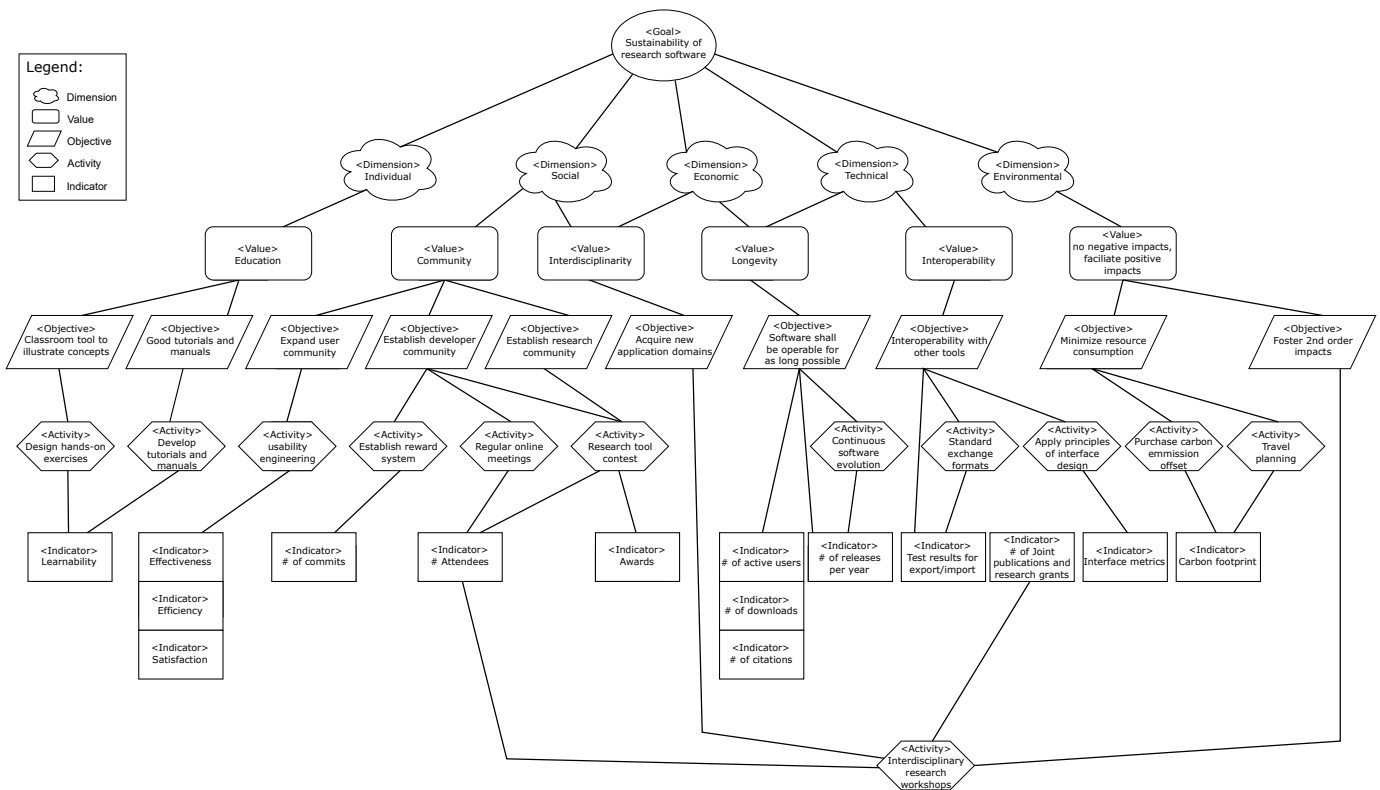 <Goal>
Sustainability of
research software
Legend:
Dimension
Value
Objective
Activity
Indicator
<Dimension>
Individual
<Dimension>
Social
<Dimension>
Economic
<Dimension>
Technical
<Dimension>
Environmental
<Value>
Education
<Value>
Community
<Value>
Interdisciplinarity
<Value>
Longevity
<Value>
Interoperability
<Value>
no negative impacts,
faciliate positive
impacts
<Objective>
Classroom tool to
illustrate concepts
<Objective>
Good tutorials and
manuals
<Objective>
Expand user
community
<Objective>
Establish developer
community
<Objective>
Establish research
community
<Objective>
Acquire new
application domains
<Objective>
Software shall
be operable for
as long possible
<Objective>
Interoperability with
other tools
<Objective>
Minimize resource
consumption
<Objective>
Foster 2nd order
impacts
<Activity>
Design hands-on
exercises
<Activity>
Develop
tutorials and
manuals
<Activity>
usability
engineering
<Activity>
Establish reward
system
<Activity>
Regular online
meetings
<Activity>
Research tool
contest
<Activity>
Continuous
software
evolution
<Activity>
Standard
exchange
formats
<Activity>
Apply principles
of interface
design
<Activity>
Purchase carbon
emmission
offset
<Activity>
Travel
planning
<Indicator>
Learnability
<Indicator>
Effectiveness
<Indicator>
Efficiency
<Indicator>
Satisfaction
<Indicator>
# of commits
<Indicator>
# Attendees
<Indicator>
Awards
<Indicator>
# of active users
<Indicator>
# of downloads
<Indicator>
# of citations
<Indicator>
# of releases
per year
<Indicator>
Test results for
export/import
<Indicator>
# of Joint
publications and
research grants
<Indicator>
Interface metrics
<Indicator>
Carbon footprint
<Activity>
Interdisciplinary
research
workshops